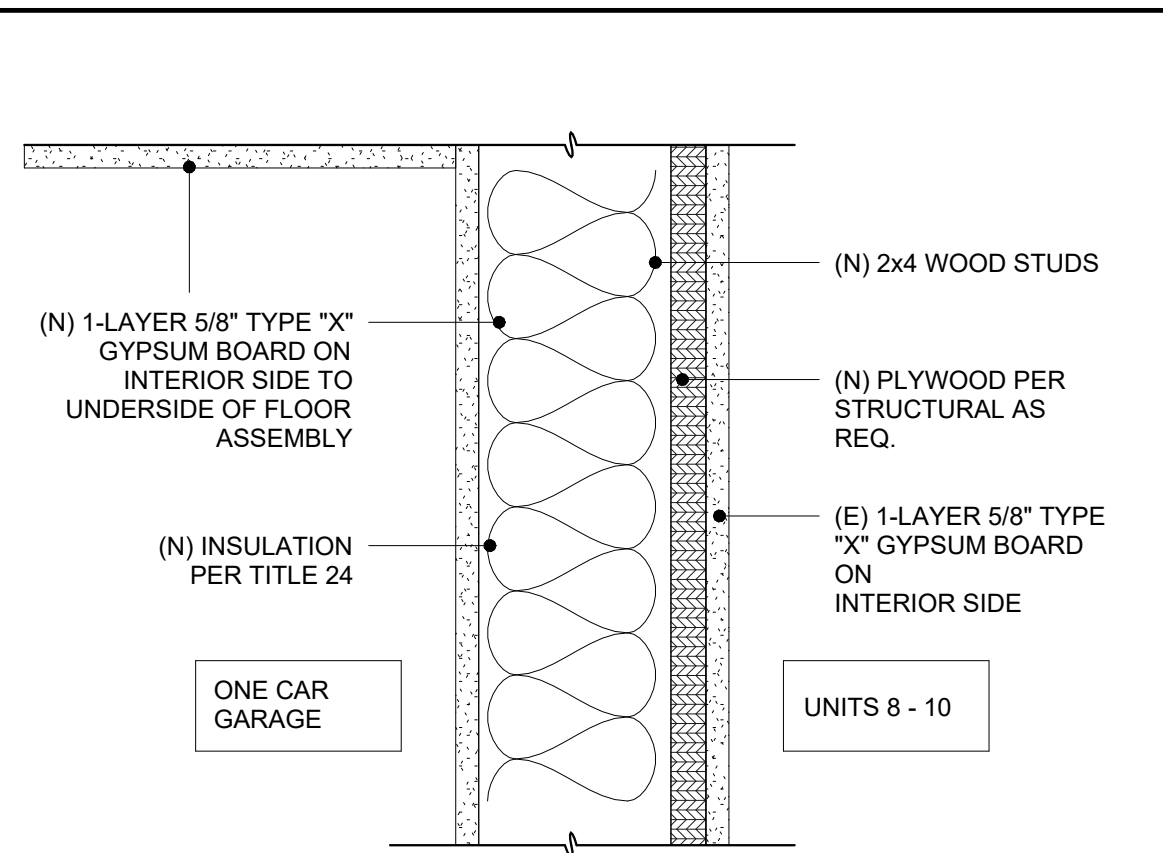 (N) 1-LAYER 5/8" TYPE "X"
GYPSUM BOARD ON
INTERIOR SIDE TO
UNDERSIDE OF FLOOR
ASSEMBLY
(N) INSULATION
PER TITLE 24
ONE CAR
GARAGE
(N) 2x4 WOOD STUDS
(N) PLYWOOD PER
STRUCTURAL AS
REQ.
(E) 1-LAYER 5/8" TYPE
"X" GYPSUM BOARD
ON
INTERIOR SIDE
UNITS 8 - 10